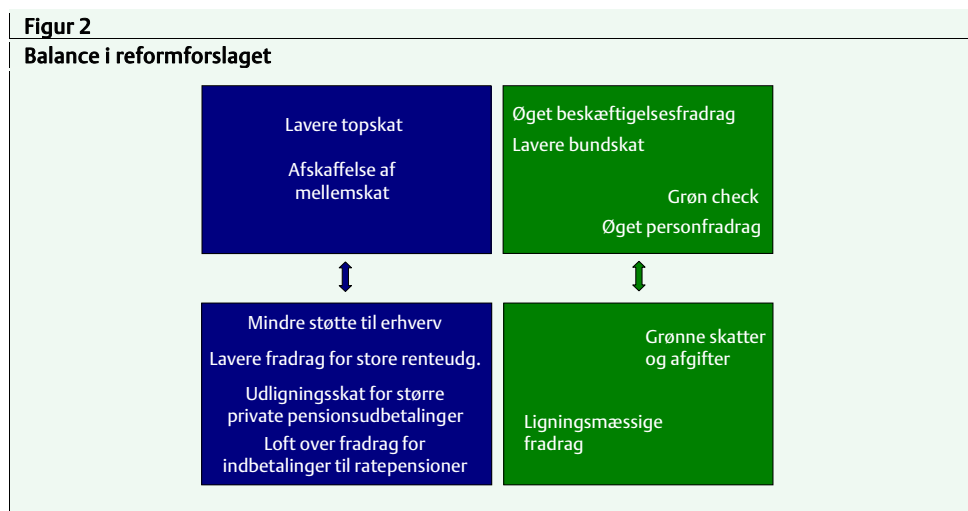 Figur 2
Balance i reformforslaget
Lavere topskat
Afskaffelse af
mellemskat
Øget beskæftigelsesfradrag
Lavere bundskat
Grøn check
Øget personfradrag
Mindre støtte til erhverv
Lavere fradrag for store renteudg.
Udligningsskat for større
private pensionsudbetalinger
Loft over fradrag for
indbetalinger til ratepensioner
Grønne skatter
og afgifter
Ligningsmæssige
fradrag